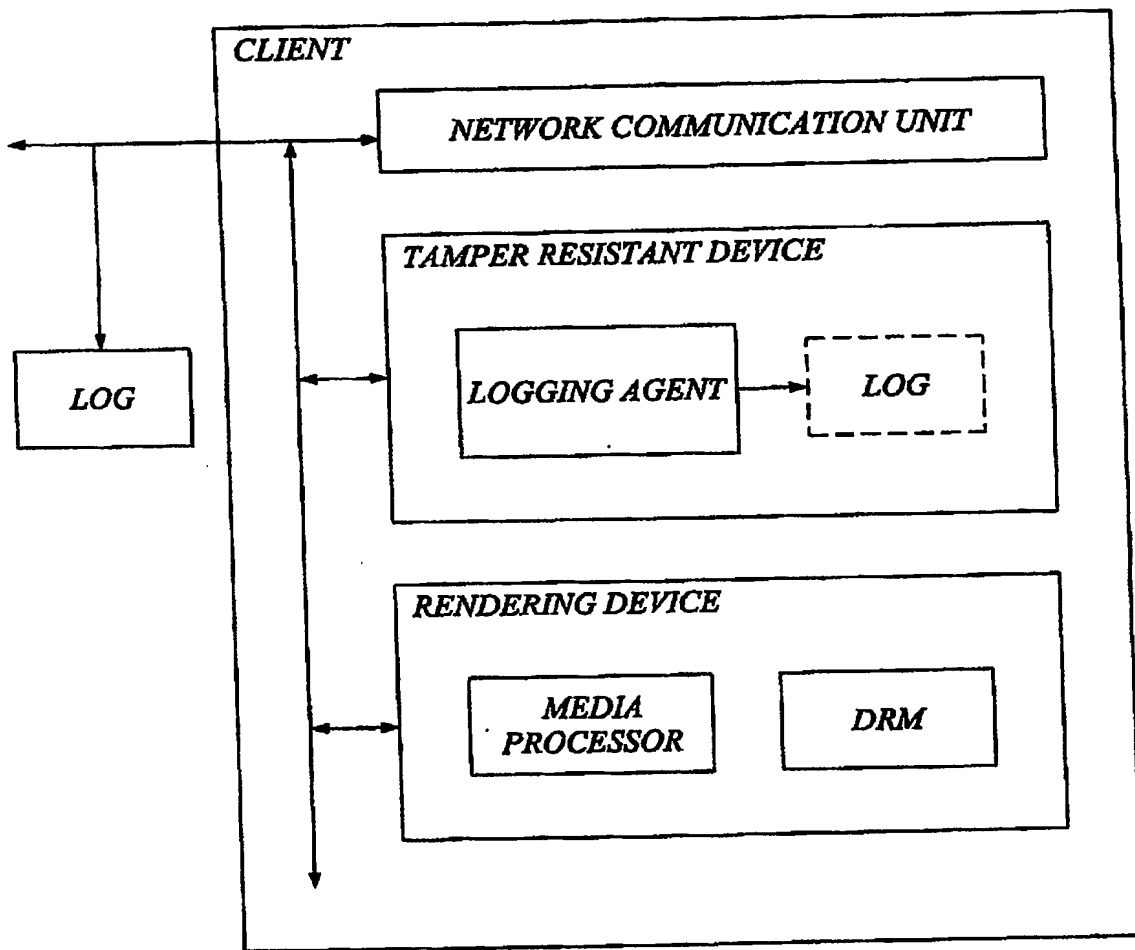 CLIENT
NETWORK COMMUNICATION UNIT
TAMPER RESISTANT DEVICE
LOGGING AGENT
LOG
LOG
RENDERING DEVICE
MEDIA
PROCESSOR
DRM